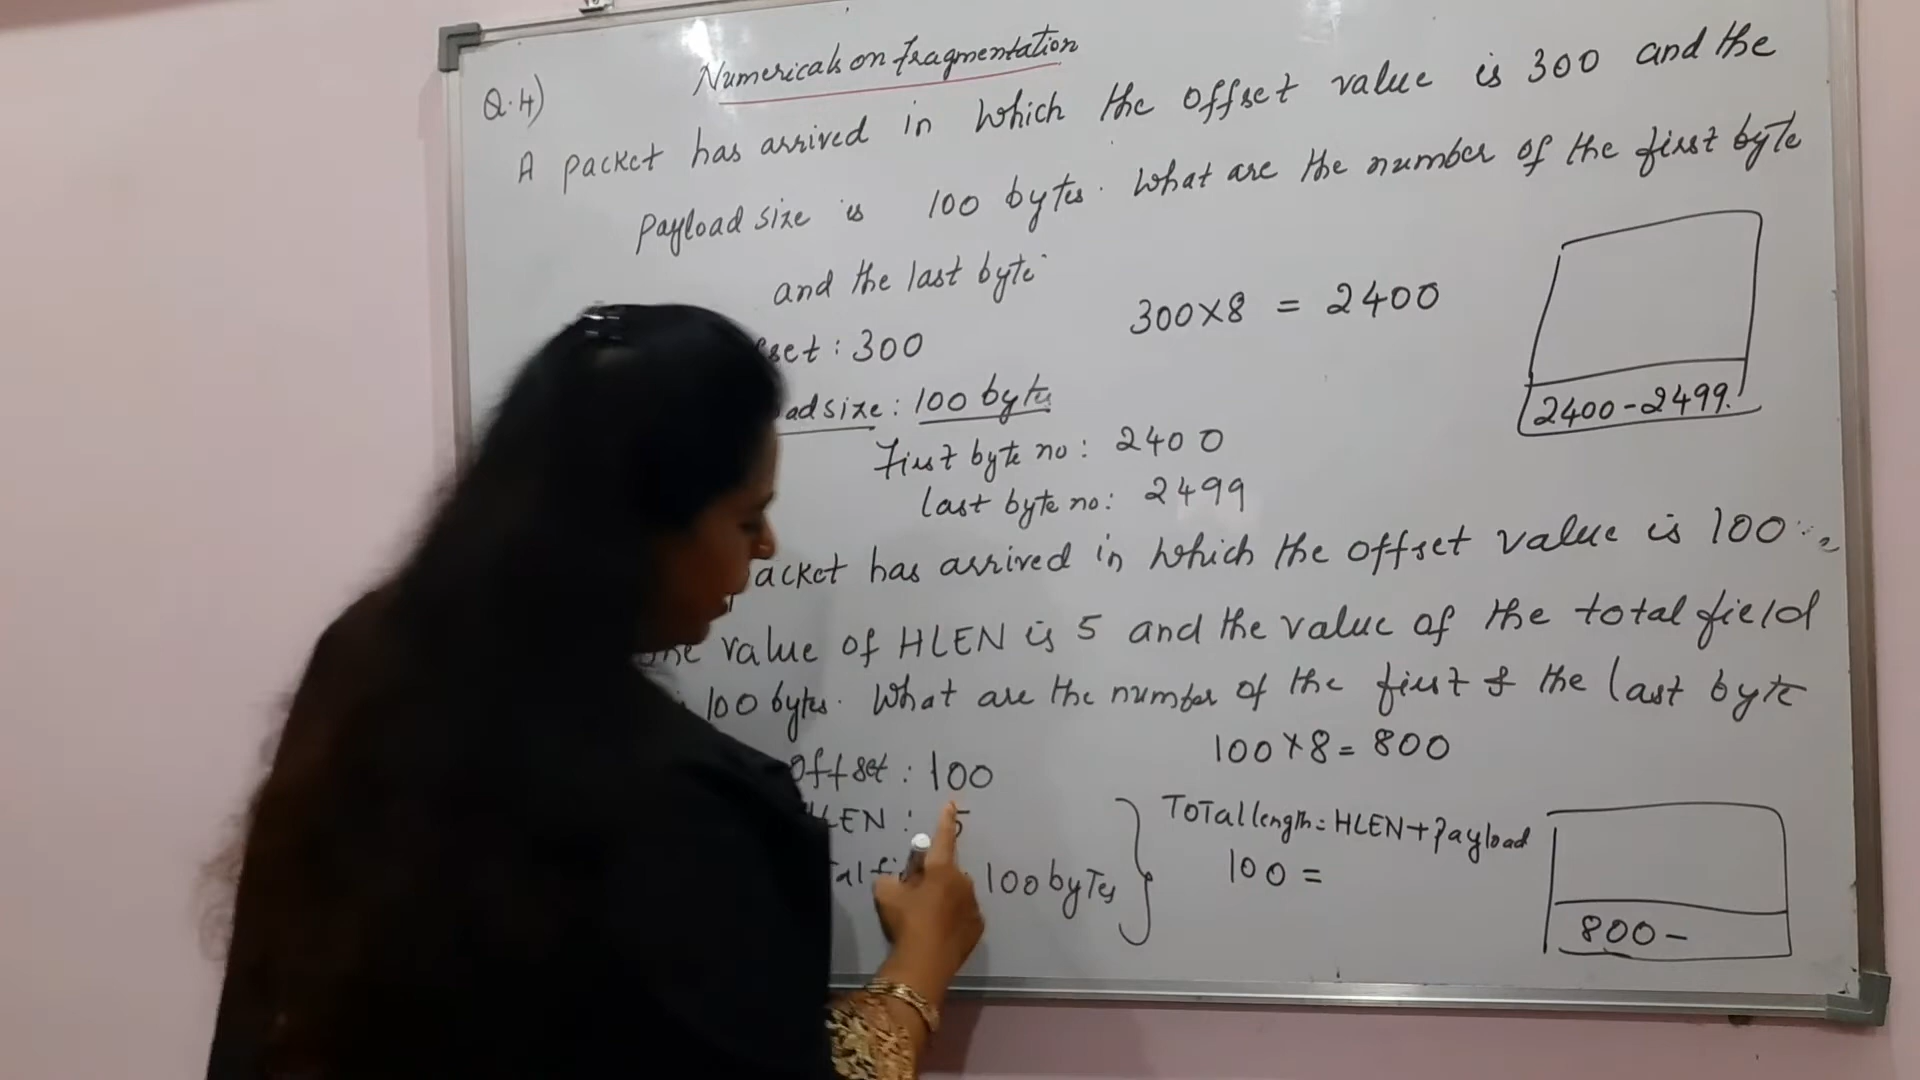 Numericals on fragmentation
Q.4)
A packet has arrived in which the offset value is 300 and the
payload size is 100 bytes. What are the number of the first byte
and the last byte
set : 300
ad size : 100 bytes
300×8 = 2400
2400-2499.
First byte no: 2400
last byte no: 2499
acket has arrived in which the offset value is 100
value of HLEN is 5 and the value of the total field
100 bytes. What are the number of the first & the last byte
100×8=800
Offset : 100
LEN : 5
100 bytes
Total length = HLEN + Payload
100 =
800-